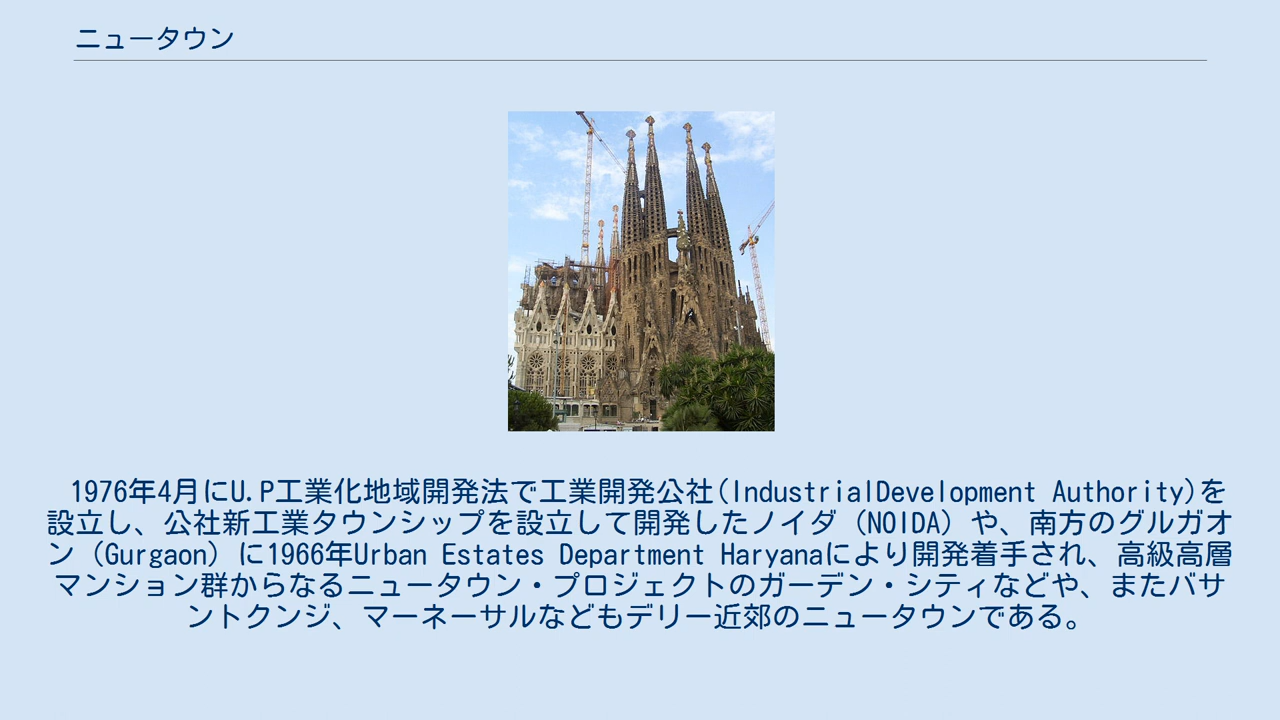 ニュータウン
1976年4月にU.P工業化地域開発法で工業開発公社(IndustrialDevelopment Authority)を
設立し、公社新工業タウンシップを設立して開発したノイダ（NOIDA）や、南方のグルガオ
ン（Gurgaon）に1966年Urban Estates Department Haryanaにより開発着手され、高級高層
マンション群からなるニュータウン・プロジェクトのガーデン・シティなどや、またバサ
ントクンジ、マーネーサルなどもデリー近郊のニュータウンである。